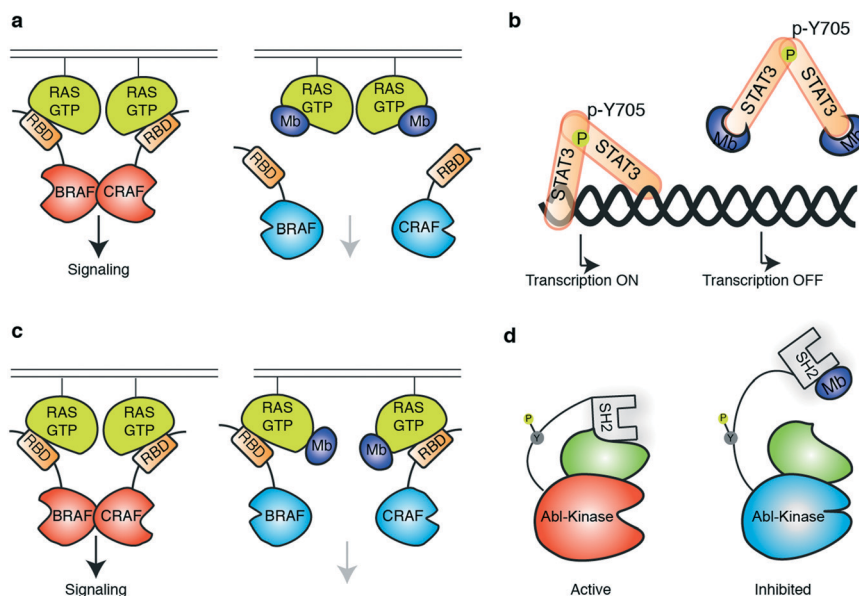 a
RAS
GTP
RAS
GTP
RBD
RBD
BRAF
CRAF
Signaling
RAS
GTP
RAS
GTP
Mb
Mb
RBD
RBD
BRAF
CRAF
b
p-Y705
P
STAT3
STAT3
p-Y705
P
STAT3
STAT3
Mb
Mb
Transcription ON
Transcription OFF
c
RAS
GTP
RAS
GTP
RBD
RBD
BRAF
CRAF
Signaling
RAS
GTP
RAS
GTP
RBD
Mb
Mb
RBD
BRAF
CRAF
d
SH2
P
Y
Abl-Kinase
Active
SH2
Mb
P
Y
Abl-Kinase
Inhibited